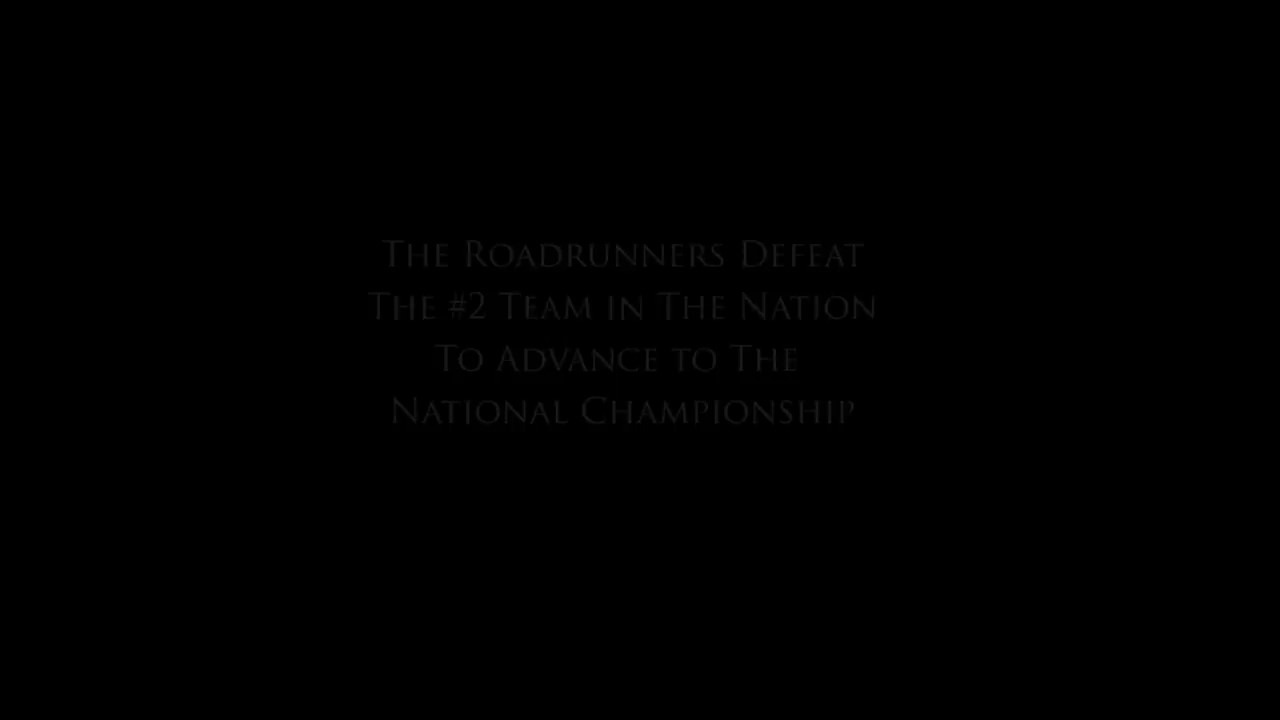 The Roadrunners Defeat
The #2 Team in The Nation
To Advance to The
National Championship